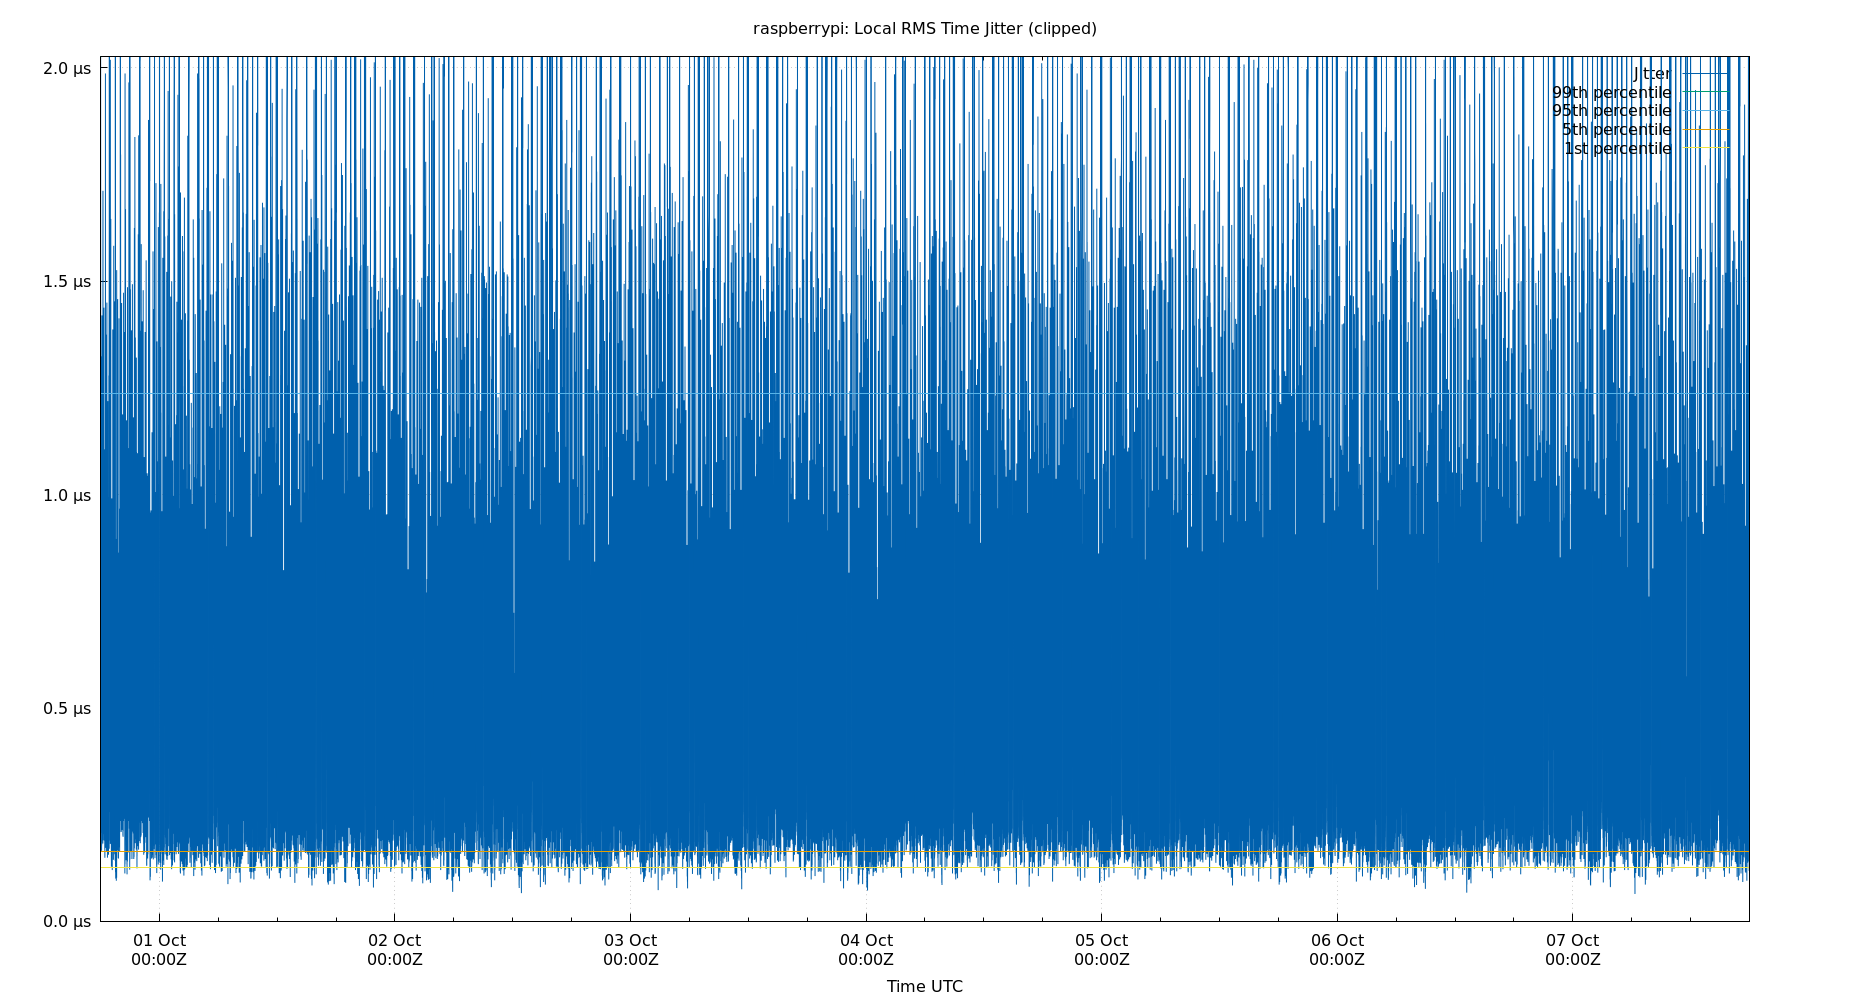 raspberrypi: Local RMS Time Jitter (clipped)
2.0 µs
1.5 µs
1.0 µs
0.5 µs
0.0 µs
Jitter
99th percentile
95th percentile
5th percentile
1st percentile
01 Oct
00:00Z
02 Oct
00:00Z
03 Oct
00:00Z
04 Oct
00:00Z
05 Oct
00:00Z
06 Oct
00:00Z
07 Oct
00:00Z
Time UTC